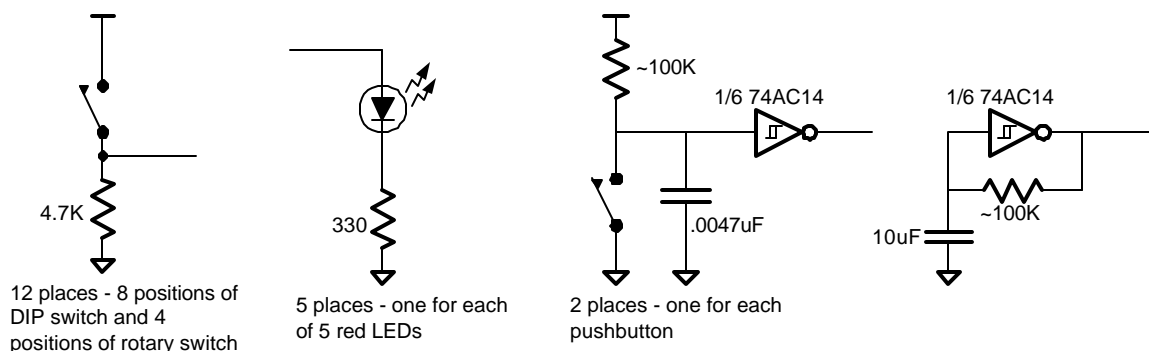 4.7K
12 places - 8 positions of
DIP switch and 4
positions of rotary switch
330
5 places - one for each
of 5 red LEDs
~100K
1/6 74AC14
.0047uF
2 places - one for each
pushbutton
1/6 74AC14
~100K
10uF